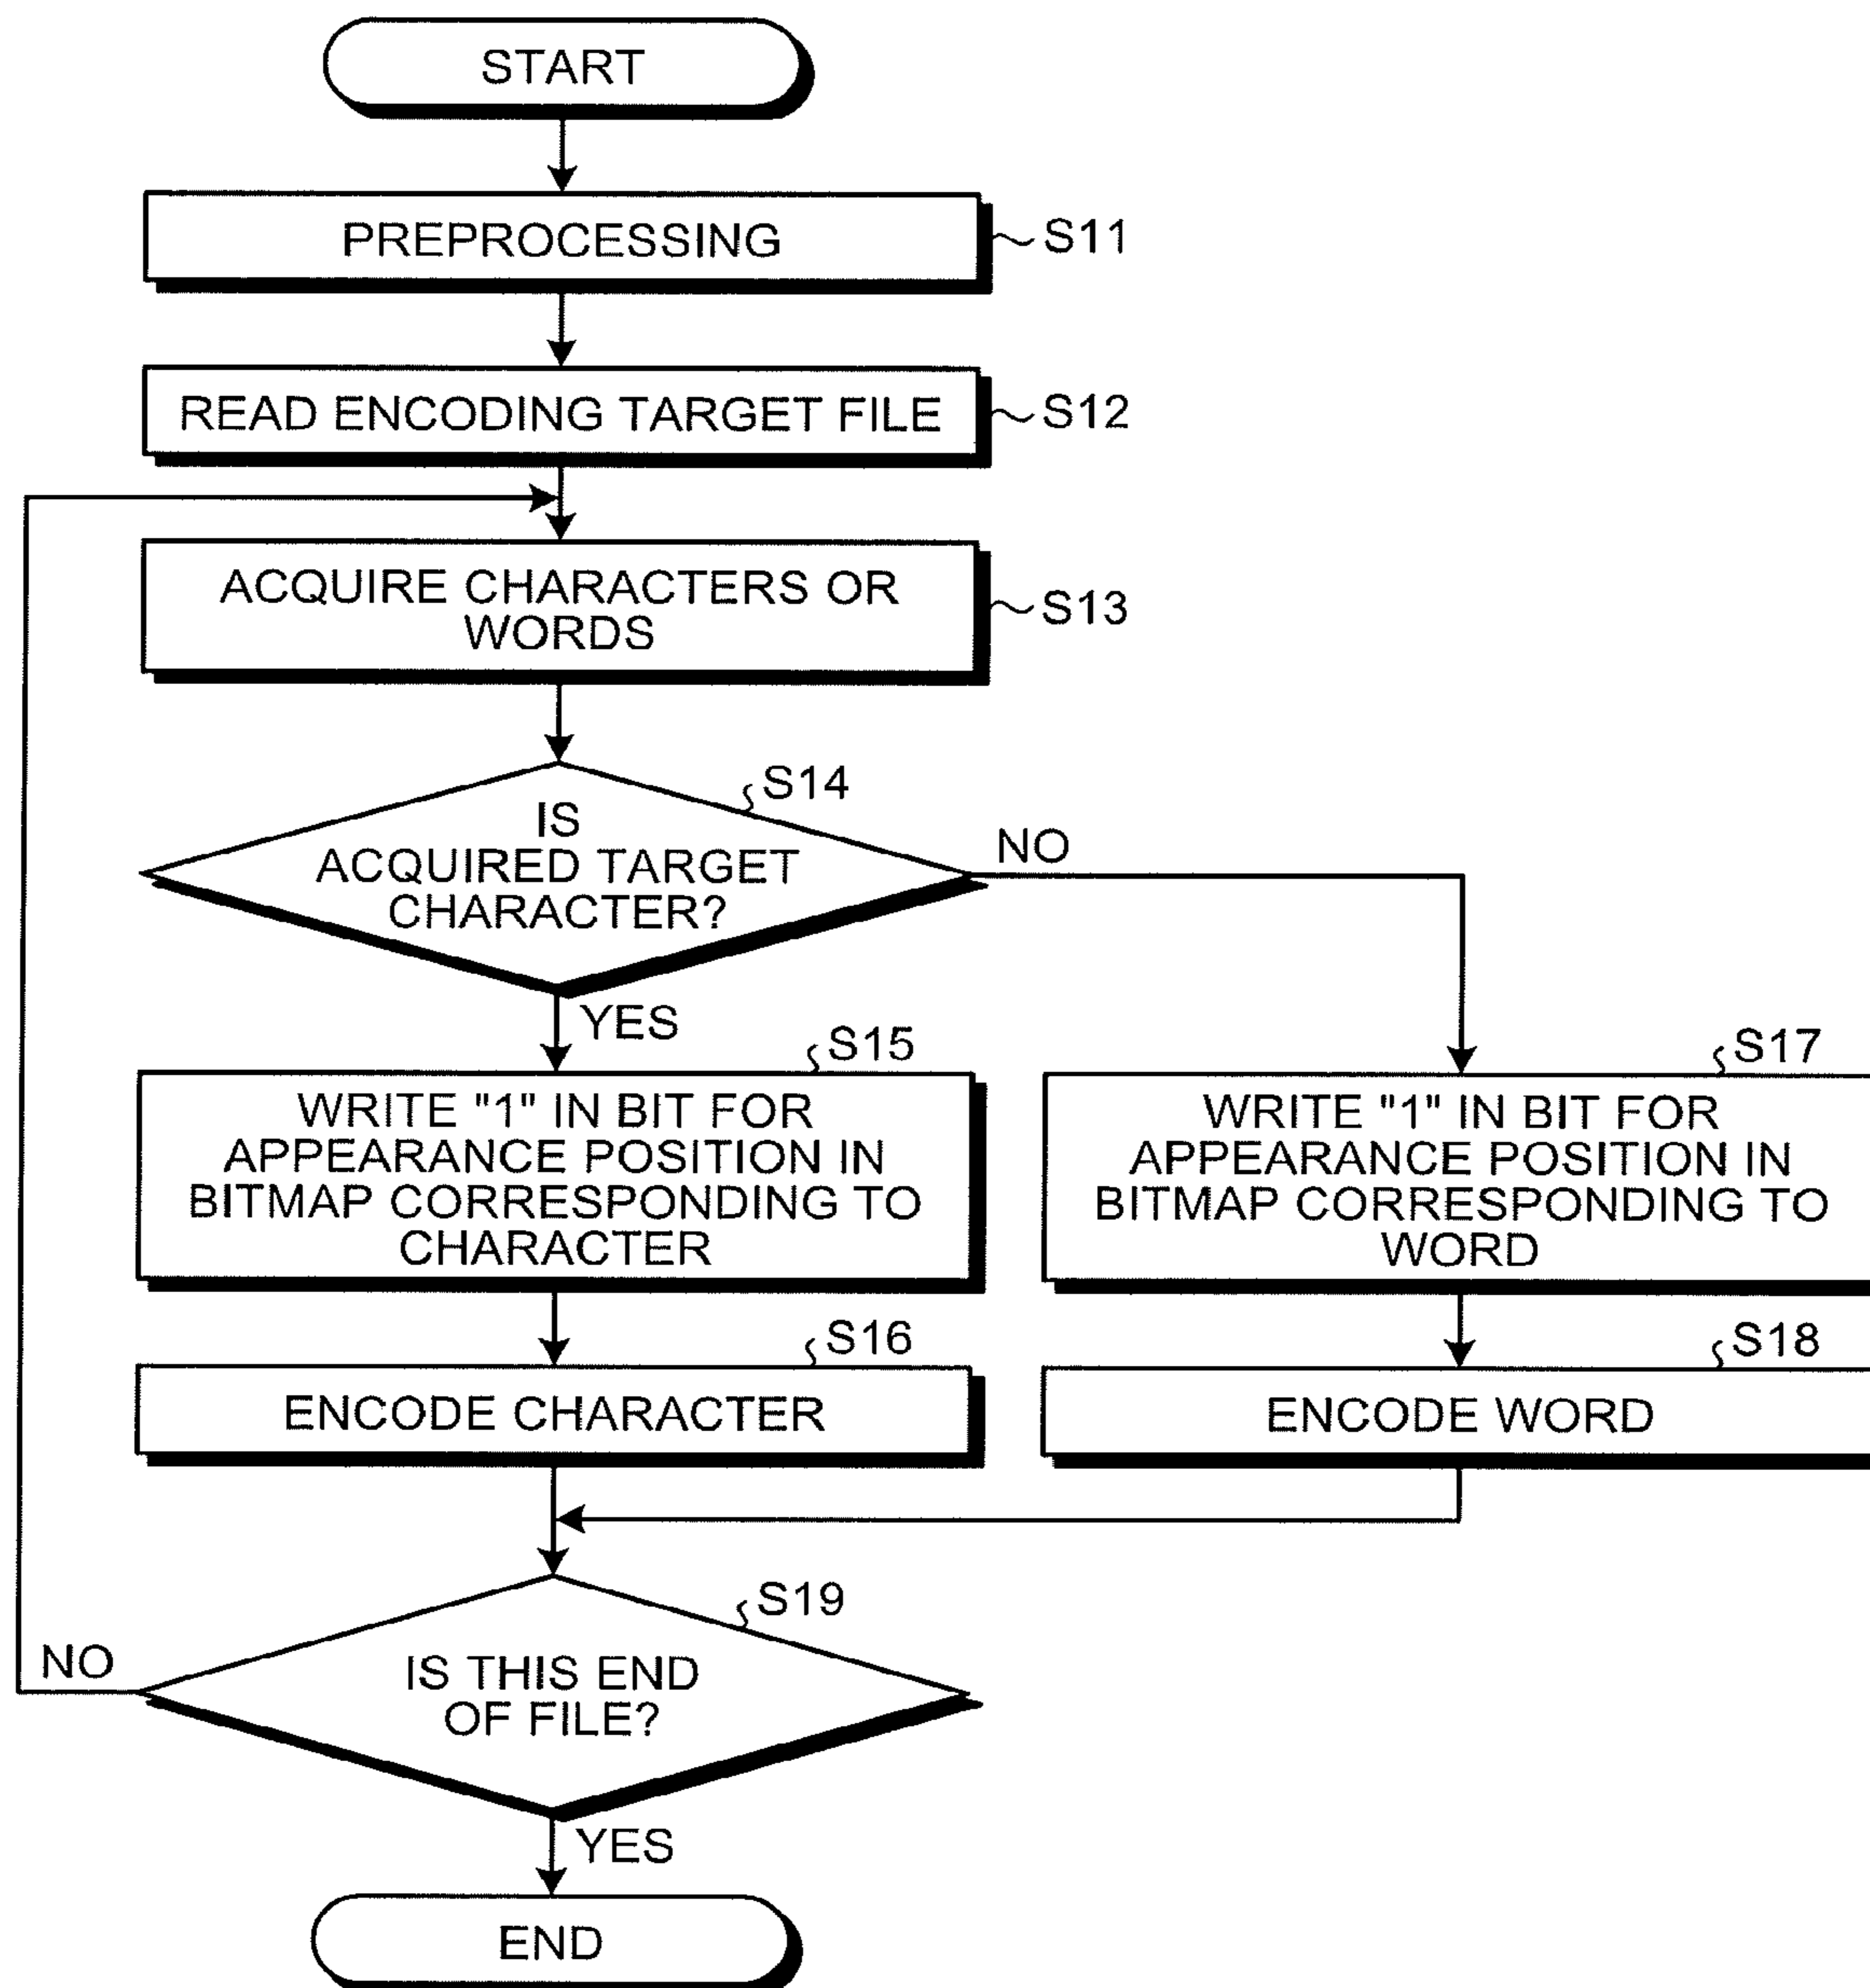 START
PREPROCESSING
S11
READ ENCODING TARGET FILE
S12
ACQUIRE CHARACTERS OR
WORDS
S13
S14
IS
ACQUIRED TARGET
CHARACTER?
NO
YES
S15
WRITE "1" IN BIT FOR
APPEARANCE POSITION IN
BITMAP CORRESPONDING TO
CHARACTER
S17
WRITE "1" IN BIT FOR
APPEARANCE POSITION IN
BITMAP CORRESPONDING TO
WORD
S16
ENCODE CHARACTER
S18
ENCODE WORD
S19
IS THIS END
OF FILE?
NO
YES
END